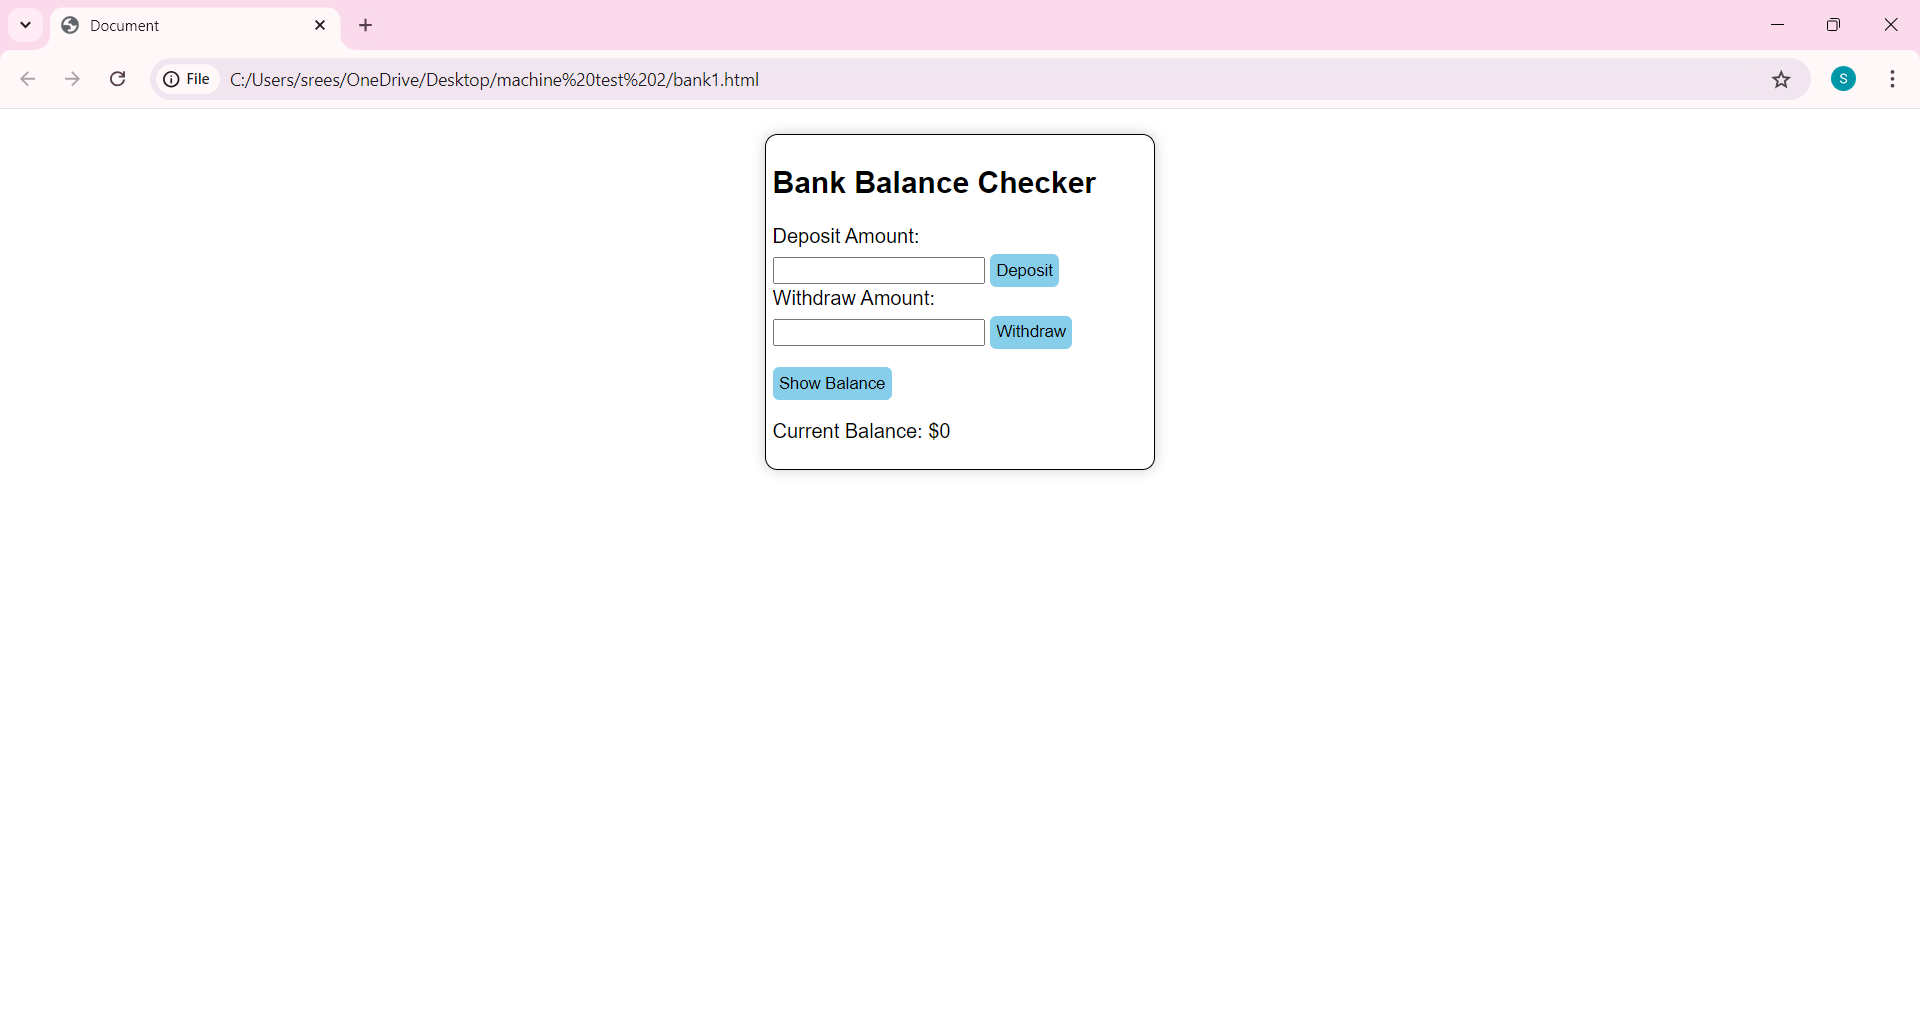 Document
File C:/Users/srees/OneDrive/Desktop/machine%20test%202/bank1.html
S
Bank Balance Checker
Deposit Amount:
Deposit
Withdraw Amount:
Withdraw
Show Balance
Current Balance: $0